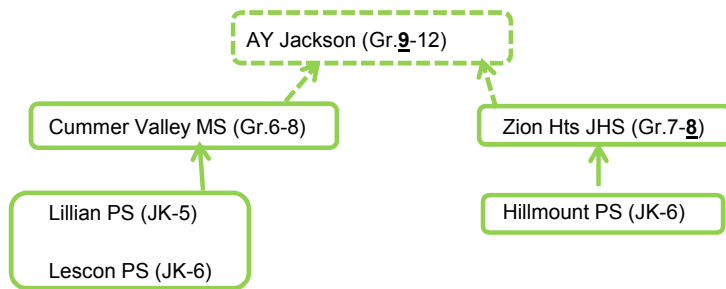 AY Jackson (Gr.9-12)
Cummer Valley MS (Gr.6-8)
Zion Hts JHS (Gr.7-8)
Lillian PS (JK-5)
Hillmount PS (JK-6)
Lescon PS (JK-6)